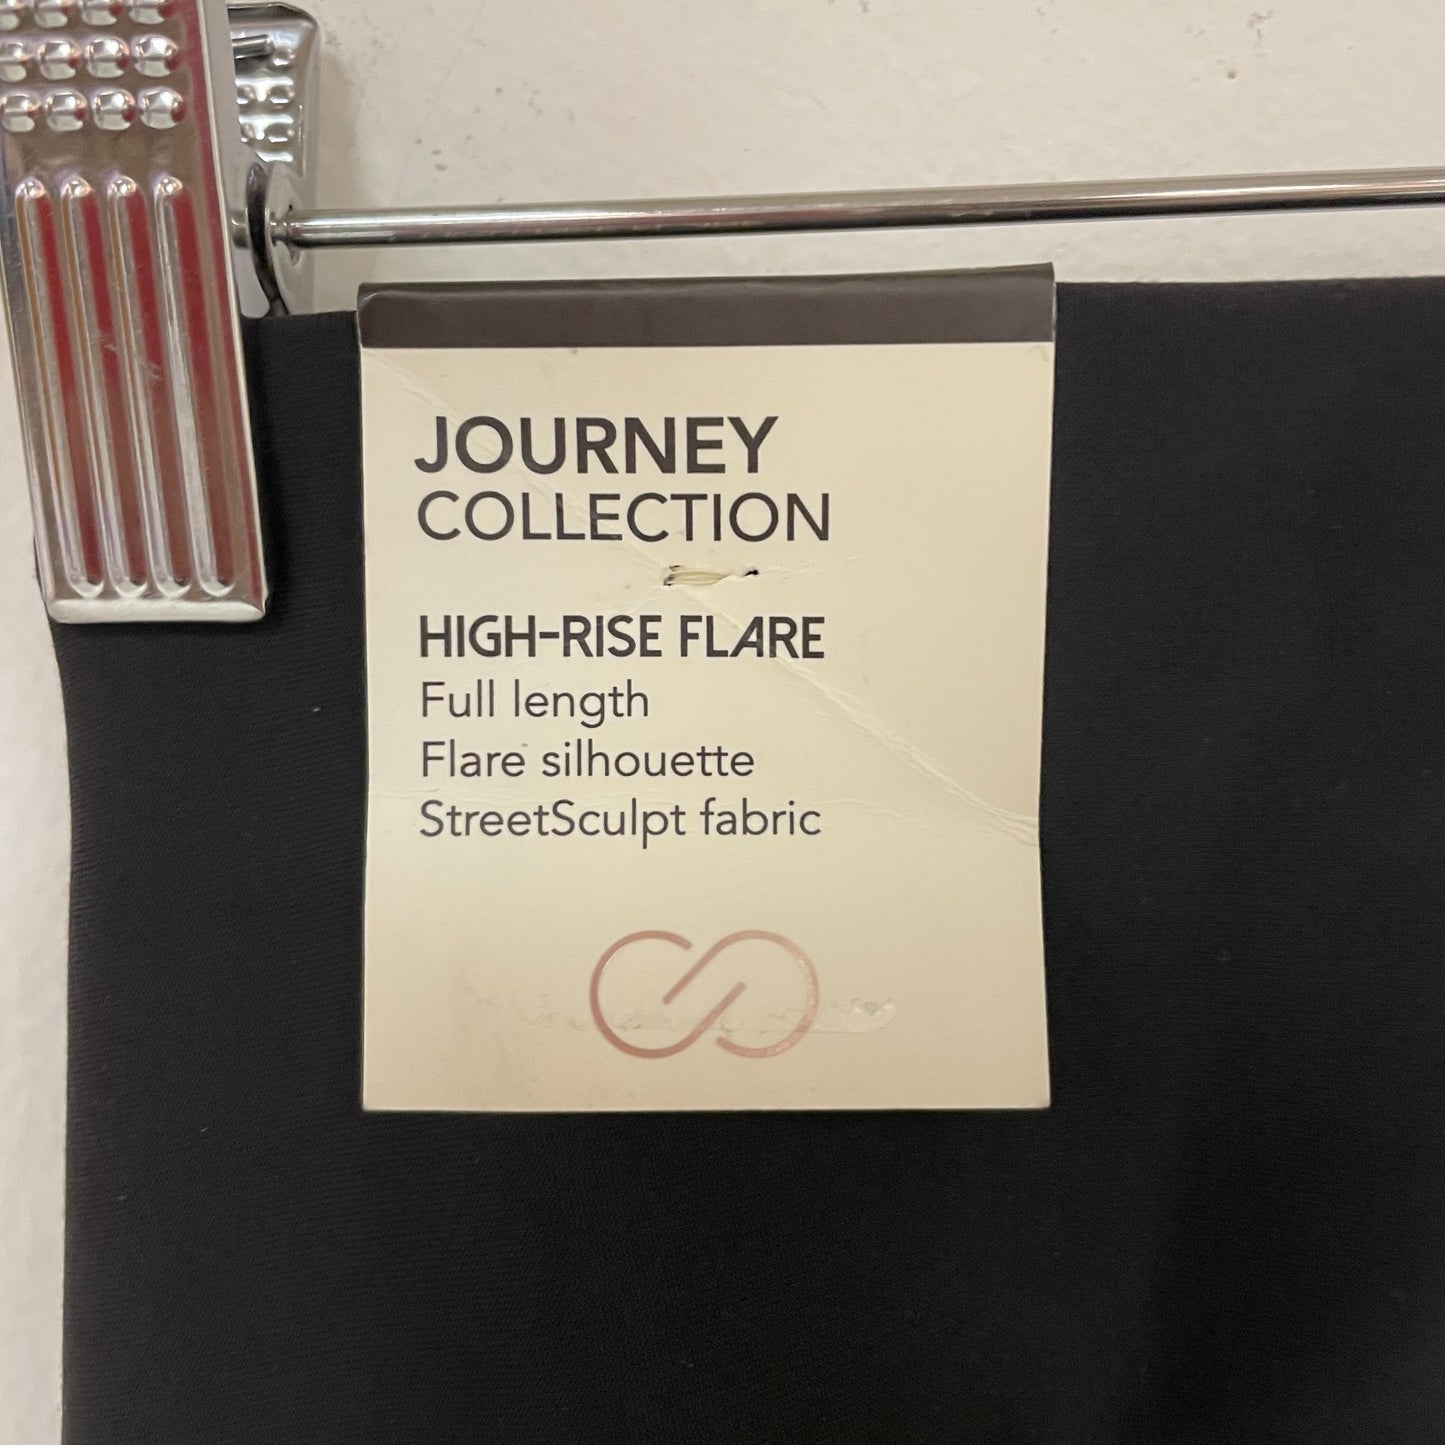 JOURNEY
COLLECTION
HIGH-RISE FLARE
Full length
Flare silhouette
StreetSculpt fabric